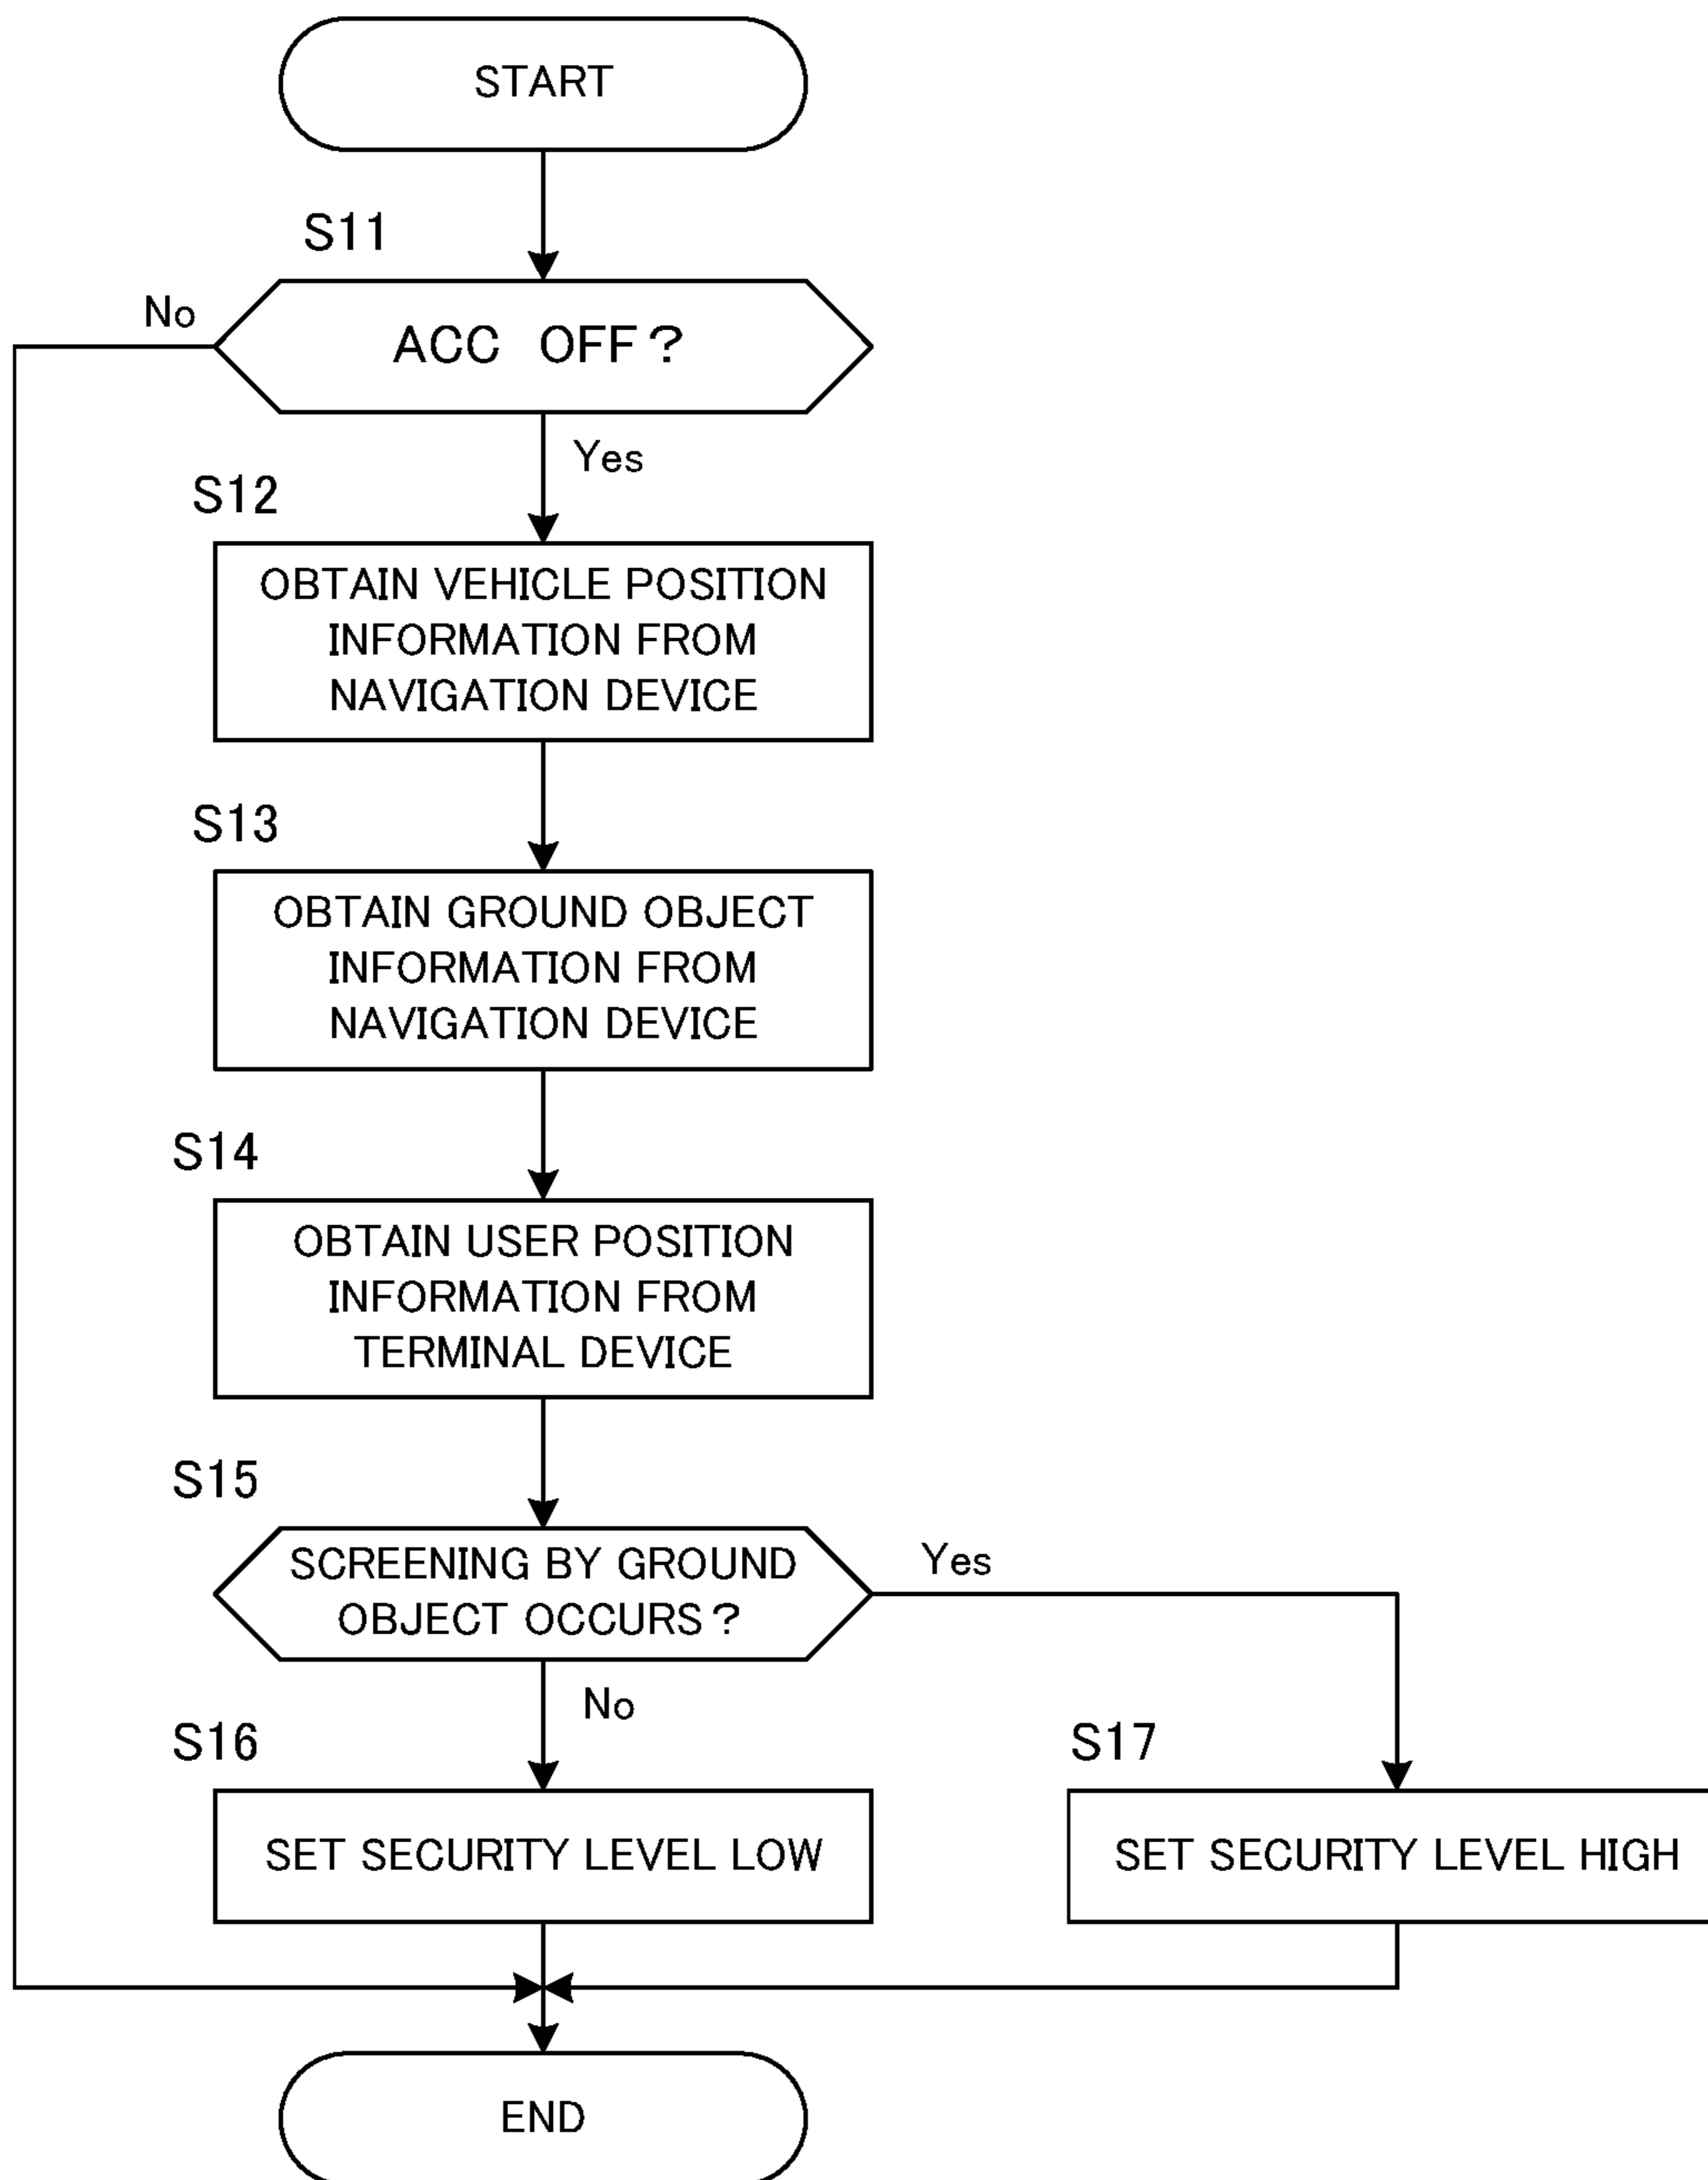 START
S11
No
ACC OFF?
Yes
S12
OBTAIN VEHICLE POSITION
INFORMATION FROM
NAVIGATION DEVICE
S13
OBTAIN GROUND OBJECT
INFORMATION FROM
NAVIGATION DEVICE
S14
OBTAIN USER POSITION
INFORMATION FROM
TERMINAL DEVICE
S15
SCREENING BY GROUND
OBJECT OCCURS?
Yes
No
S16
SET SECURITY LEVEL LOW
S17
SET SECURITY LEVEL HIGH
END